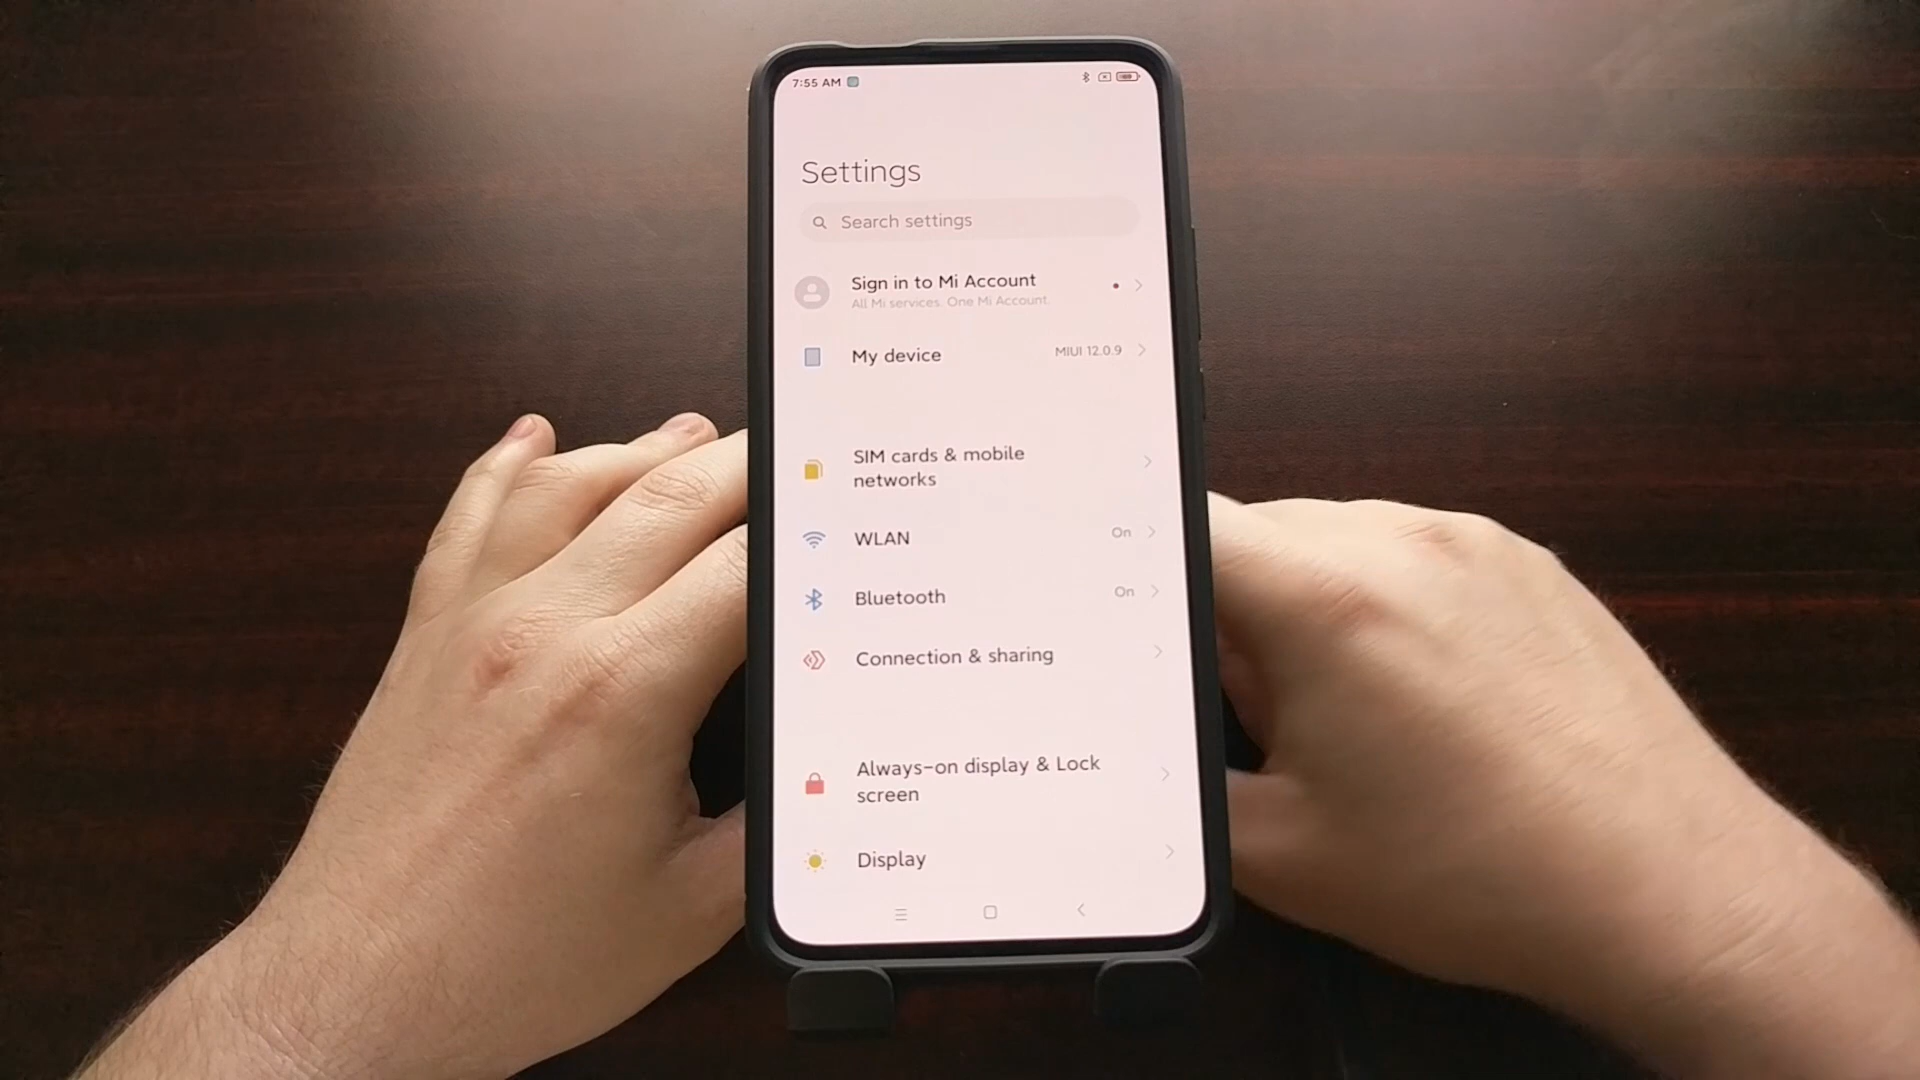 7:55 AM
Settings
Search settings
Sign in to Mi Account
All Mi services. One Mi Account.
My device
MIUI 12.0.9
SIM cards & mobile
networks
WLAN
On
Bluetooth
On
Connection & sharing
Always-on display & Lock
screen
Display